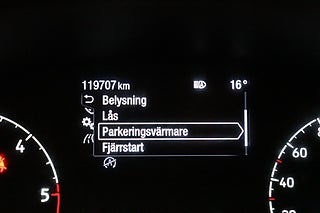 119707 km
16°
Belysning
Lås
Parkeringsvärmare
Fjärrstart
4
5
60
40
20